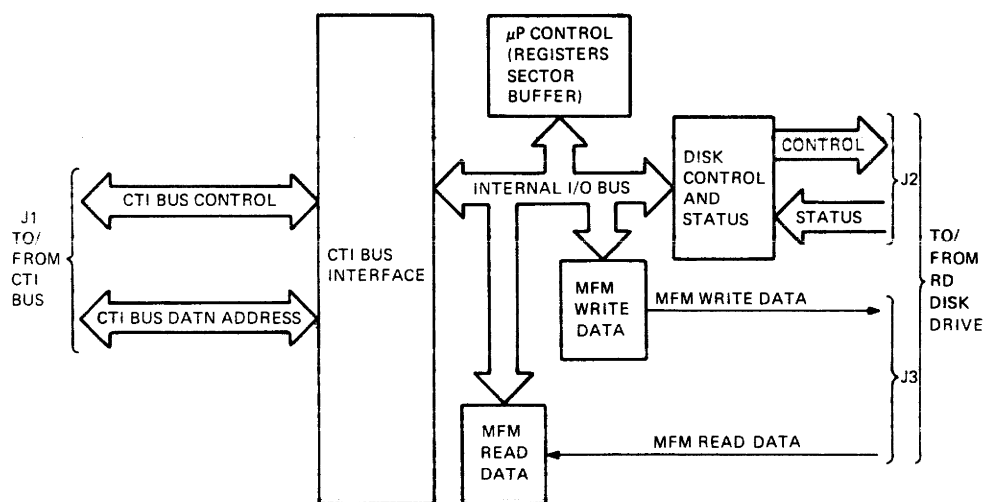 μP CONTROL
(REGISTERS
SECTOR
BUFFER)
J1
TO/
FROM
CTI
BUS
CTI BUS CONTROL
CTI BUS DATN ADDRESS
CTI BUS
INTERFACE
INTERNAL I/O BUS
DISK
CONTROL
AND
STATUS
CONTROL
STATUS
J2
MFM
WRITE
DATA
MFM WRITE DATA
J3
MFM
READ
DATA
MFM READ DATA
TO/
FROM
RD
DISK
DRIVE